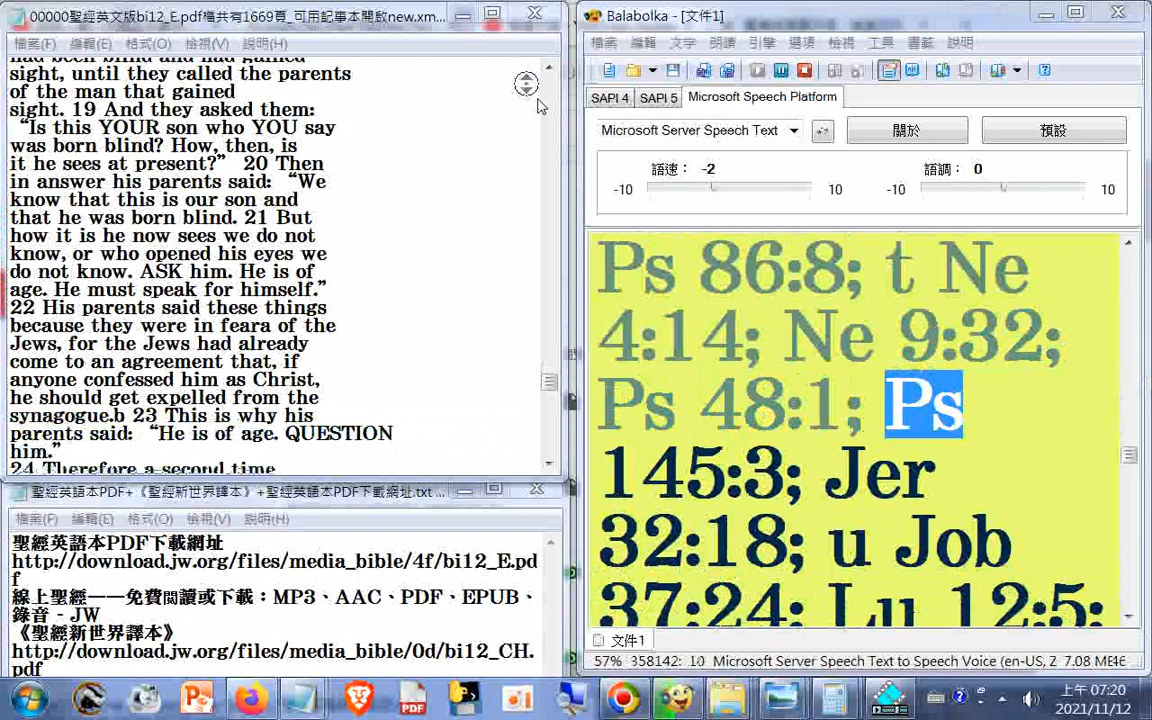 00000聖經英文版bi12_E.pdf檔共有1669頁_可用記事本開啟new.xm...
檔案(F) 編輯(E) 格式(O) 檢視(V) 說明(H)
had been blind and had gained
sight, until they called the parents
of the man that gained
sight. 19 And they asked them:
“Is this YOUR son who YOU say
was born blind? How, then, is
it he sees at present?” 20 Then
in answer his parents said: “We
know that this is our son and
that he was born blind. 21 But
how it is he now sees we do not
know, or who opened his eyes we
do not know. ASK him. He is of
age. He must speak for himself.”
22 His parents said these things
because they were in feara of the
Jews, for the Jews had already
come to an agreement that, if
anyone confessed him as Christ,
he should get expelled from the
synagogue.b 23 This is why his
parents said: “He is of age. QUESTION
him.”
24 Therefore a second time
聖經英語本PDF+《聖經新世界譯本》+聖經英語本PDF下載網址.txt ...
檔案(F) 編輯(E) 格式(O) 檢視(V) 說明(H)
聖經英語本PDF下載網址
http://download.jw.org/files/media_bible/4f/bi12_E.pd
f
線上聖經——免費閱讀或下載：MP3、AAC、PDF、EPUB、
錄音 - JW
《聖經新世界譯本》
http://download.jw.org/files/media_bible/0d/bi12_CH.
pdf
Balabolka - [文件1]
檔案 編輯 文字 朗讀 引擎 選項 檢視 工具 書籤 說明
SAPI 4 SAPI 5 Microsoft Speech Platform
Microsoft Server Speech Text 關於 預設
語速： -2 語調： 0
-10 10 -10 10
Ps 86:8; t Ne
4:14; Ne 9:32;
Ps 48:1; Ps
145:3; Jer
32:18; u Job
37:24; Lu 12:5;
文件1
57% 358142: 10 Microsoft Server Speech Text to Speech Voice (en-US, Z 7.08 ME46
上午 07:20
2021/11/12